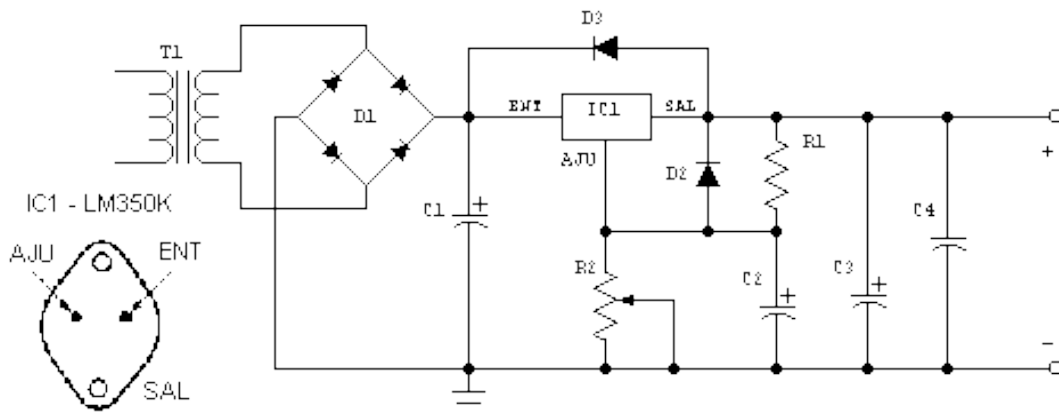 T1
D1
D3
ENT
IC1
SAL
AJU
D2
R1
C1
R2
C2
C3
C4
+
+
+
+
-
IC1 - LM350K
AJU
ENT
SAL